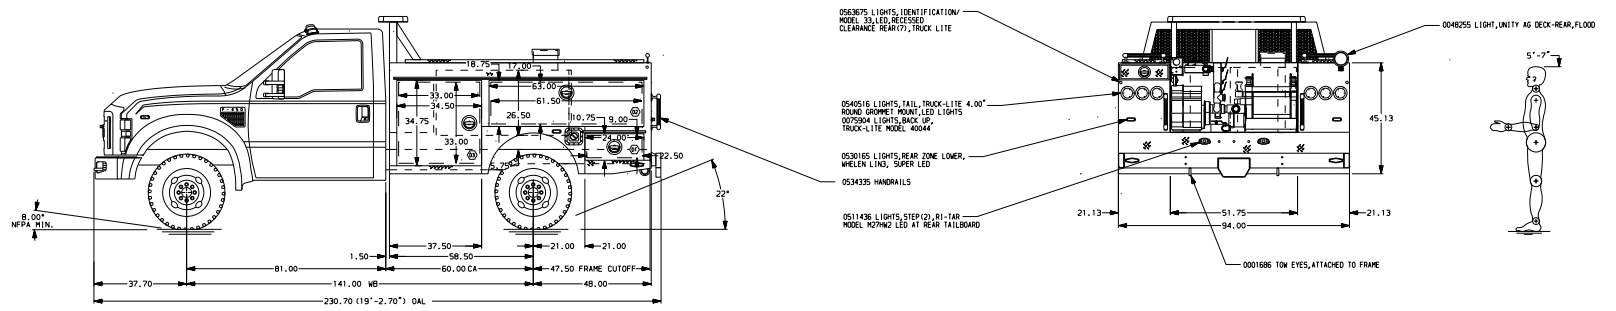 18.75
17.00
63.00
33.00
34.50
61.50
34.75
26.50
10.75
9.00
33.00
24.00
5.75
22.50
22°
8.00°
NFPA MIN.
37.50
21.00
21.00
1.50
58.50
81.00
60.00 CA
47.50 FRAME CUTOFF
37.70
141.00 WB
48.00
230.70 (19'-2.70") OAL
0563675 LIGHTS,IDENTIFICATION/
MODEL 33,LED,RECESSED
CLEARANCE REAR(7),TRUCK LITE
0540516 LIGHTS,TAIL,TRUCK-LITE 4.00"
ROUND GROMMET MOUNT,LED LIGHTS
0075904 LIGHTS,BACK UP,
TRUCK-LITE MODEL 40044
0530165 LIGHTS,REAR ZONE LOWER,
WHELEN LIN3, SUPER LED
0534335 HANDRAILS
0511436 LIGHTS,STEP(2),RI-TAR
MODEL M27HW2 LED AT REAR TAILBOARD
0048255 LIGHT,UNITY AG DECK-REAR,FLOOD
5'-7"
45.13
21.13
51.75
21.13
94.00
0001686 TOW EYES,ATTACHED TO FRAME